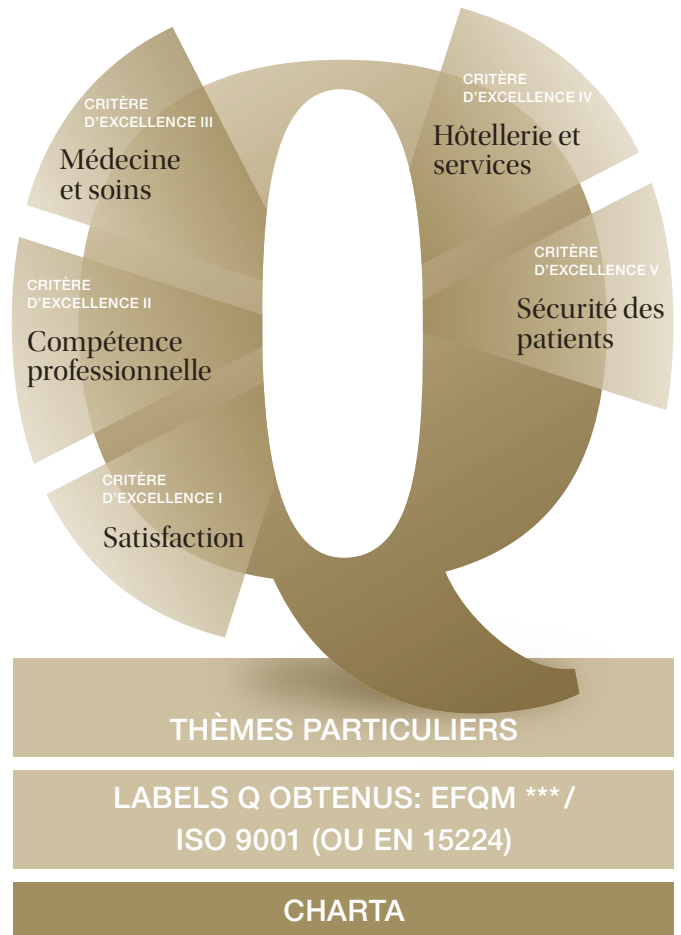 CRITÈRE
D'EXCELLENCE III
Médecine
et soins
CRITÈRE
D'EXCELLENCE IV
Hôtellerie et
services
CRITÈRE
D'EXCELLENCE II
Compétence
professionnelle
CRITÈRE
D'EXCELLENCE V
Sécurité des
patients
CRITÈRE
D'EXCELLENCE I
Satisfaction
Q
THÈMES PARTICULIERS
LABELS Q OBTENUS: EFQM ***/
ISO 9001 (OU EN 15224)
CHARTA